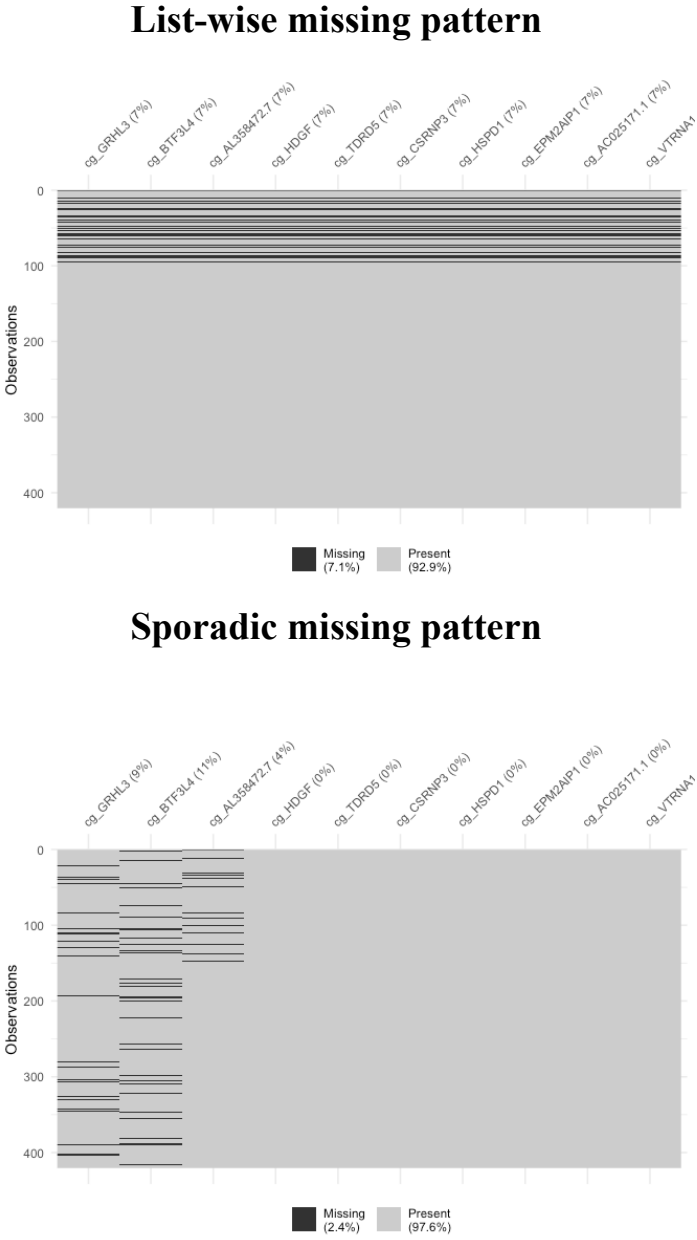 List-wise missing pattern
cg_GRHL3 (7%)
cg_BTF3L4 (7%)
cg_AL358472.7 (7%)
cg_HDGF (7%)
cg_TDRD5 (7%)
cg_CSRNP3 (7%)
cg_HSPD1 (7%)
cg_EPM2AIP1 (7%)
cg_AC025171.1 (7%)
cg_VTRNA1
0
100
200
300
400
Observations
Missing
(7.1%)
Present
(92.9%)
Sporadic missing pattern
cg_GRHL3 (9%)
cg_BTF3L4 (11%)
cg_AL358472.7 (4%)
cg_HDGF (0%)
cg_TDRD5 (0%)
cg_CSRNP3 (0%)
cg_HSPD1 (0%)
cg_EPM2AIP1 (0%)
cg_AC025171.1 (0%)
cg_VTRNA1
0
100
200
300
400
Observations
Missing
(2.4%)
Present
(97.6%)